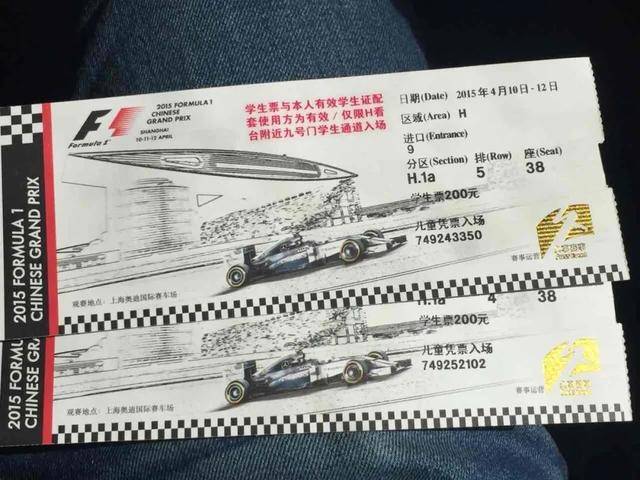 2015 FORMULA 1
CHINESE GRAND PRIX
F1
Formula 1
2015 FORMULA 1
CHINESE
GRAND PRIX
SHANGHAI
10-11-12 APRIL
学生票与本人有效学生证配
套使用方为有效/仅限H看
台附近九号门学生通道入场
日期(Date) 2015年4月10日-12日
区域(Area) H
进口(Entrance)
9
分区(Section) 排(Row) 座(Seat)
H.1a 5 38
学生票200元
儿童凭票入场
749243350
赛事运营
观赛地点：上海奥迪国际赛车场
2015 FORMU
CHINESE GRAND PRIX
H.1a 4 38
学生票200元
儿童凭票入场
749252102
赛事运营
观赛地点：上海奥迪国际赛车场